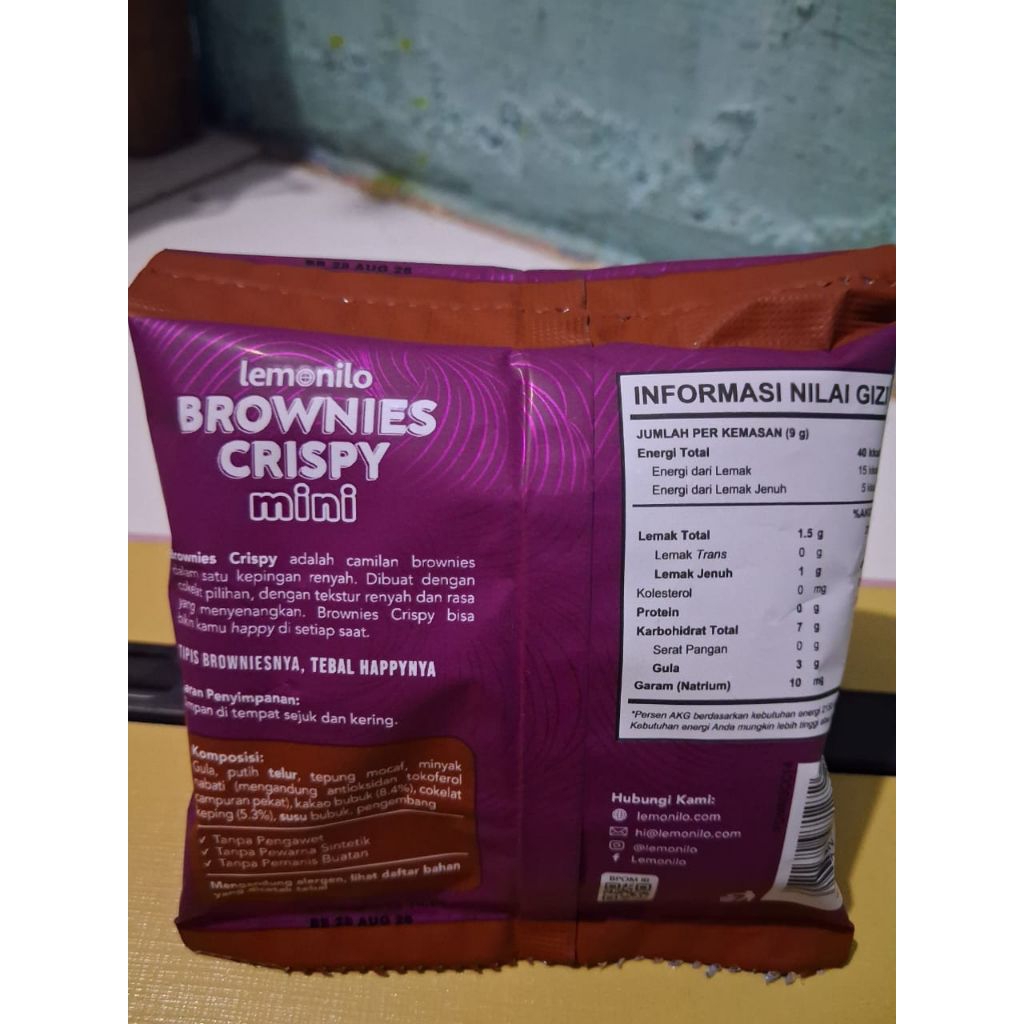 BB 28 AUG 26
lemonilo
BROWNIES
CRISPY
mini
Brownies Crispy adalah camilan brownies
dalam satu kepingan renyah. Dibuat dengan
cokelat pilihan, dengan tekstur renyah dan rasa
yang menyenangkan. Brownies Crispy bisa
bikin kamu happy di setiap saat.
TIPIS BROWNIESNYA, TEBAL HAPPYNYA
Saran Penyimpanan:
Simpan di tempat sejuk dan kering.
Komposisi:
Gula, putih telur, tepung mocaf, minyak
nabati (mengandung antioksidan tokoferol
campuran pekat), kakao bubuk (8.4%), cokelat
keping (5.3%), susu bubuk, pengembang
✓ Tanpa Pengawet
✓ Tanpa Pewarna Sintetik
✓ Tanpa Pemanis Buatan
Mengandung alergen, lihat daftar bahan
yang dicetak tebal
BB 28 AUG 26
INFORMASI NILAI GIZI
JUMLAH PER KEMASAN (9 g)
Energi Total 40 kkal
Energi dari Lemak 15
Energi dari Lemak Jenuh 5
%AKG
Lemak Total 1.5 g
Lemak Trans 0 g
Lemak Jenuh 1 g
Kolesterol 0 mg
Protein 0 g
Karbohidrat Total 7 g
Serat Pangan 0 g
Gula 3 g
Garam (Natrium) 10 mg
*Persen AKG berdasarkan kebutuhan energi
Kebutuhan energi Anda mungkin lebih tinggi
Hubungi Kami:
lemonilo.com
hi@lemonilo.com
@lemonilo
Lemonilo
BPOM RI